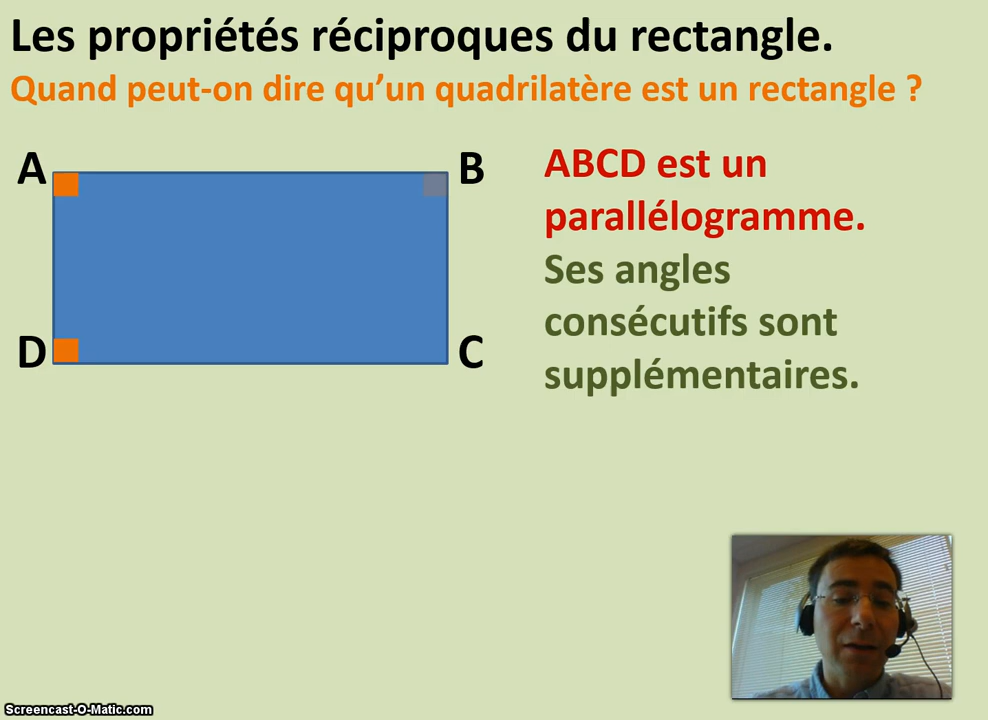 Les propriétés réciproques du rectangle.
Quand peut-on dire qu’un quadrilatère est un rectangle ?
A
B
D
C
ABCD est un
parallélogramme.
Ses angles
consécutifs sont
supplémentaires.
Screencast-O-Matic.com